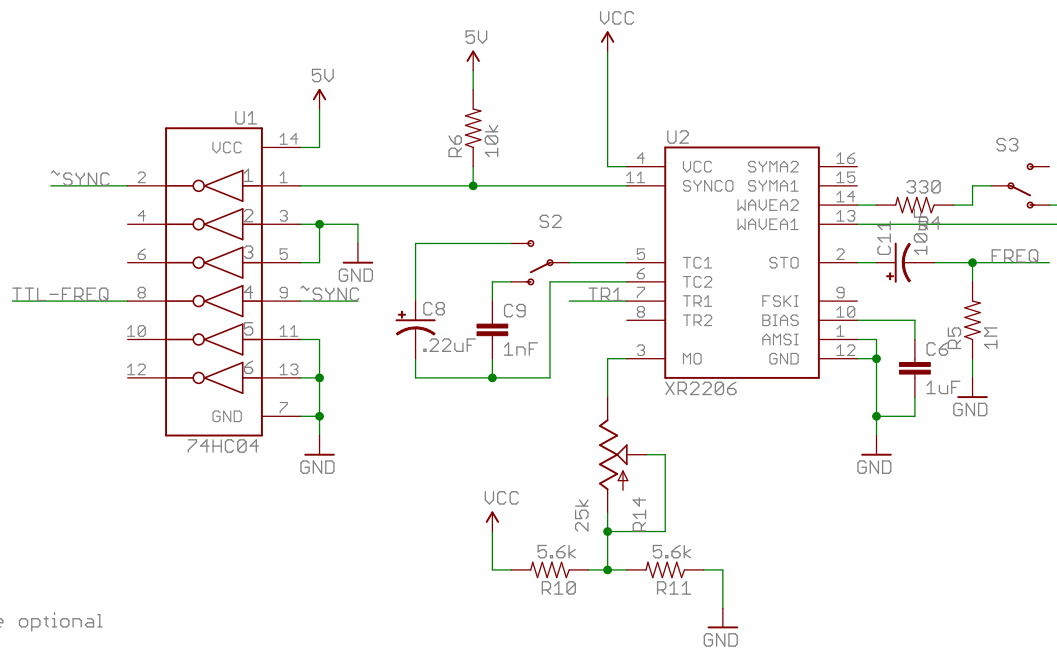 VCC
5V
5V
U1
14
VCC
R6
10k
U2
S3
4
VCC
SYMA2
16
~SYNC
2
1
1
11
SYNCO
SYMA1
15
330
WAVEA2
14
4
2
3
S2
WAVEA1
13
C11
10u
R4
6
3
5
GND
5
TC1
STO
2
FREQ
6
TC2
TTL-FREQ
8
4
9
~SYNC
TR1
7
TR1
FSKI
9
C8
C9
8
TR2
BIAS
10
10
5
11
.22uF
1nF
AMSI
1
R5
1M
3
MO
GND
12
C6
12
6
13
XR2206
1uF
GND
7
GND
74HC04
GND
GND
VCC
25k
R14
5.6k
5.6k
R10
R11
optional
GND